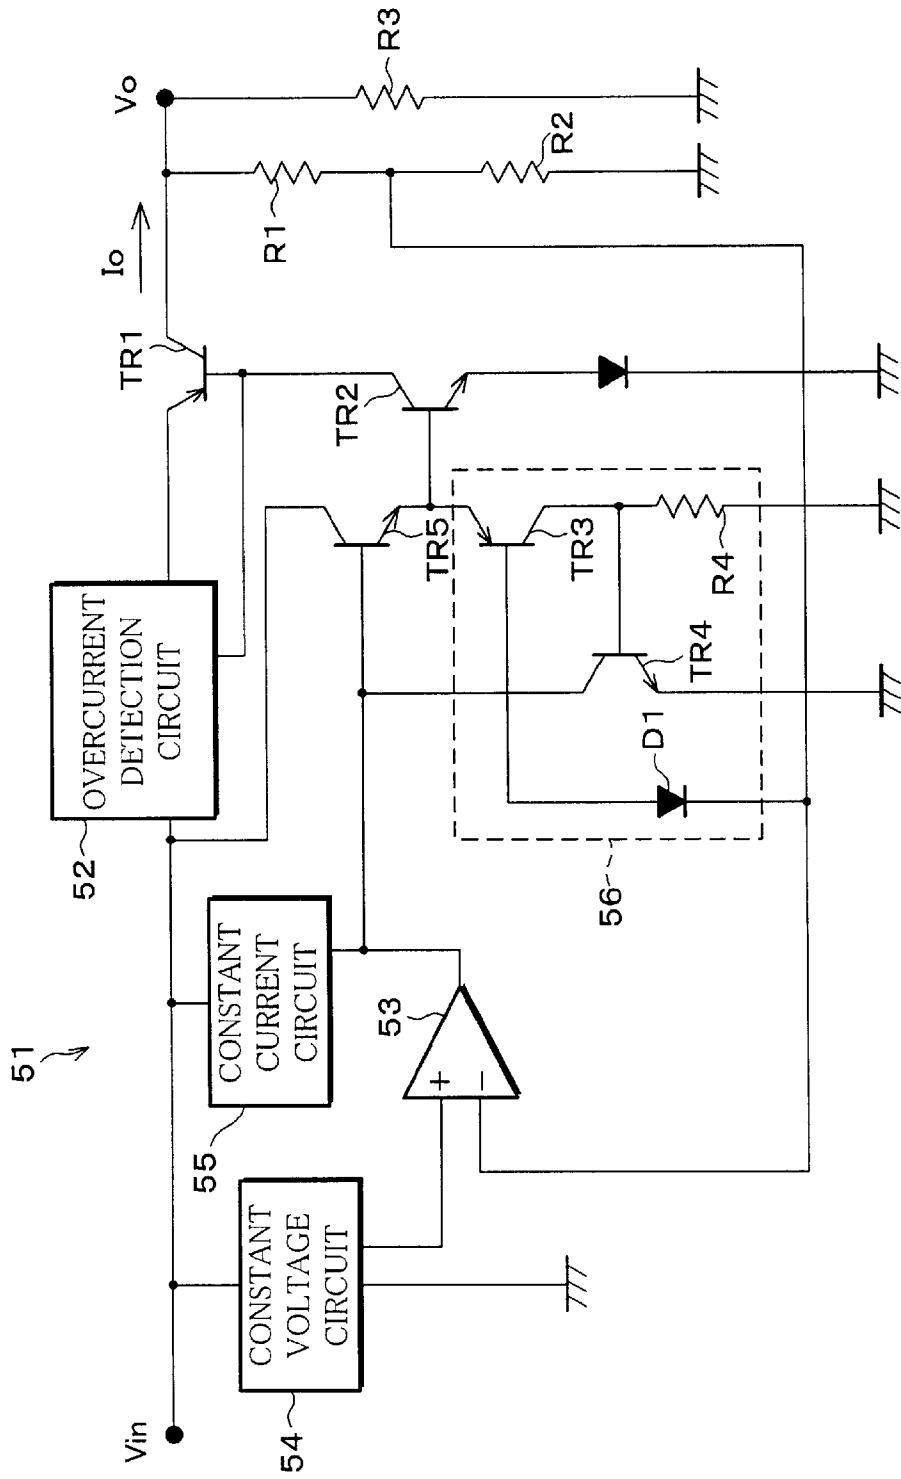 51
Vin
54
CONSTANT
VOLTAGE
CIRCUIT
55
CONSTANT
CURRENT
CIRCUIT
53
+
−
52
OVERCURRENT
DETECTION
CIRCUIT
TR1
Io
Vo
TR5
TR2
TR3
TR4
R4
D1
56
R1
R2
R3